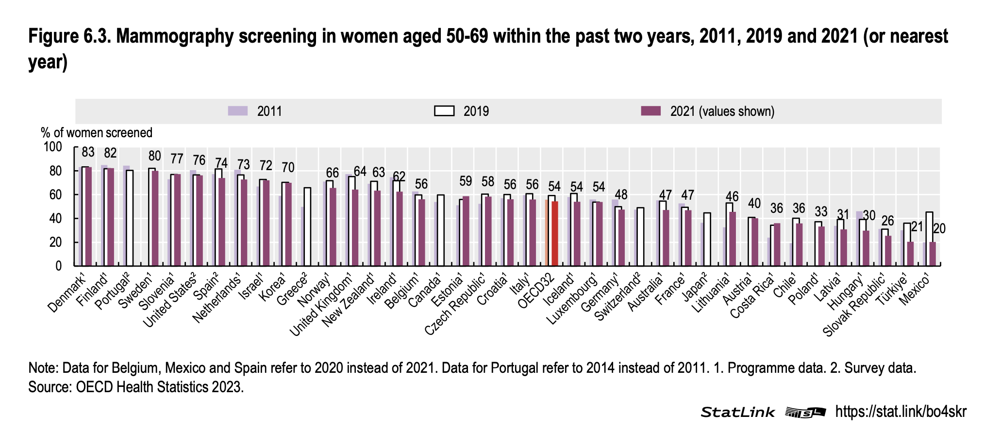 Figure 6.3. Mammography screening in women aged 50-69 within the past two years, 2011, 2019 and 2021 (or nearest
year)
2011
2019
2021 (values shown)
% of women screened
100
80
60
40
20
0
83
82
80
77
76
74
73
72
70
66
64
63
62
56
59
58
56
56
54
54
54
48
47
47
46
40
36
36
33
31
30
26
21
20
Denmark¹
Finland¹
Portugal²
Sweden¹
Slovenia¹
United States²
Spain²
Netherlands¹
Israel¹
Korea¹
Greece²
Norway¹
United Kingdom¹
New Zealand¹
Ireland¹
Belgium¹
Canada¹
Estonia¹
Czech Republic¹
Croatia¹
Italy¹
OECD32
Iceland¹
Luxembourg¹
Germany¹
Switzerland²
Australia¹
France¹
Japan²
Lithuania¹
Austria¹
Costa Rica¹
Chile¹
Poland¹
Latvia¹
Hungary¹
Slovak Republic¹
Türkiye¹
Mexico¹
Note: Data for Belgium, Mexico and Spain refer to 2020 instead of 2021. Data for Portugal refer to 2014 instead of 2011. 1. Programme data. 2. Survey data.
Source: OECD Health Statistics 2023.
StatLink SL https://stat.link/bo4skr